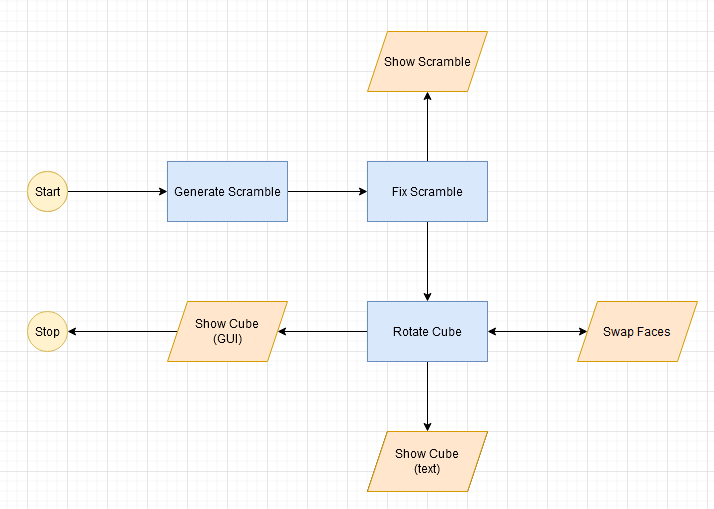 Show Scramble
Start
Generate Scramble
Fix Scramble
Stop
Show Cube
(GUI)
Rotate Cube
Swap Faces
Show Cube
(text)